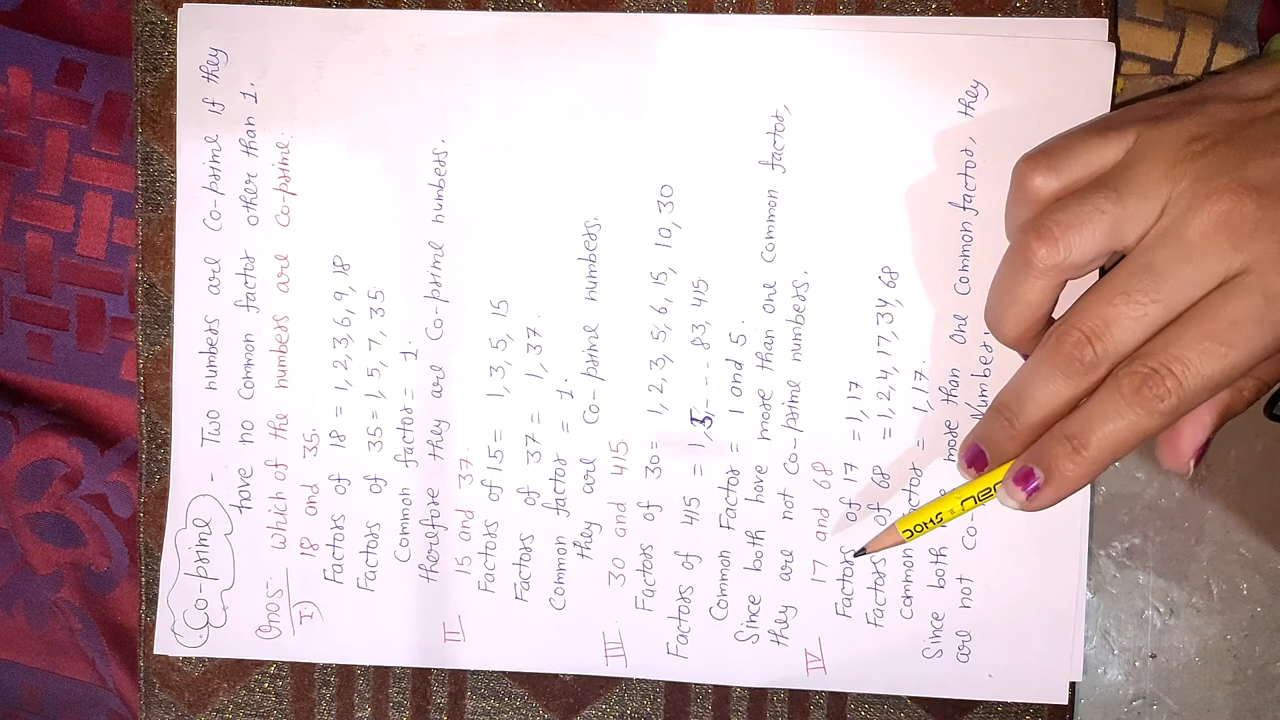 Co-prime - Two numbers are Co-prime if they
have no Common factor other than 1.
Ques. which of the numbers are Co-prime.
I.) 18 and 35.
Factors of 18 = 1, 2, 3, 6, 9, 18
Factors of 35 = 1, 5, 7, 35
Common factor = 1.
therefore they are Co-prime numbers.
II 15 and 37.
Factors of 15 = 1, 3, 5, 15
Factors of 37 = 1, 37.
Common factor = 1.
they are Co-prime numbers.
III 30 and 415.
Factors of 30 = 1, 2, 3, 5, 6, 15, 10, 30
Factors of 415 = 1, 5, - - - 83, 415
Common Factor = 1 and 5.
Since both have more than one Common factor,
they are not Co-prime numbers.
IV 17 and 68
Factors of 17 = 1, 17
Factors of 68 = 1, 2, 4, 17, 34, 68
common = 1, 17.
Since both more than one Common factor, they
are not Co- Numbers.
DOMS